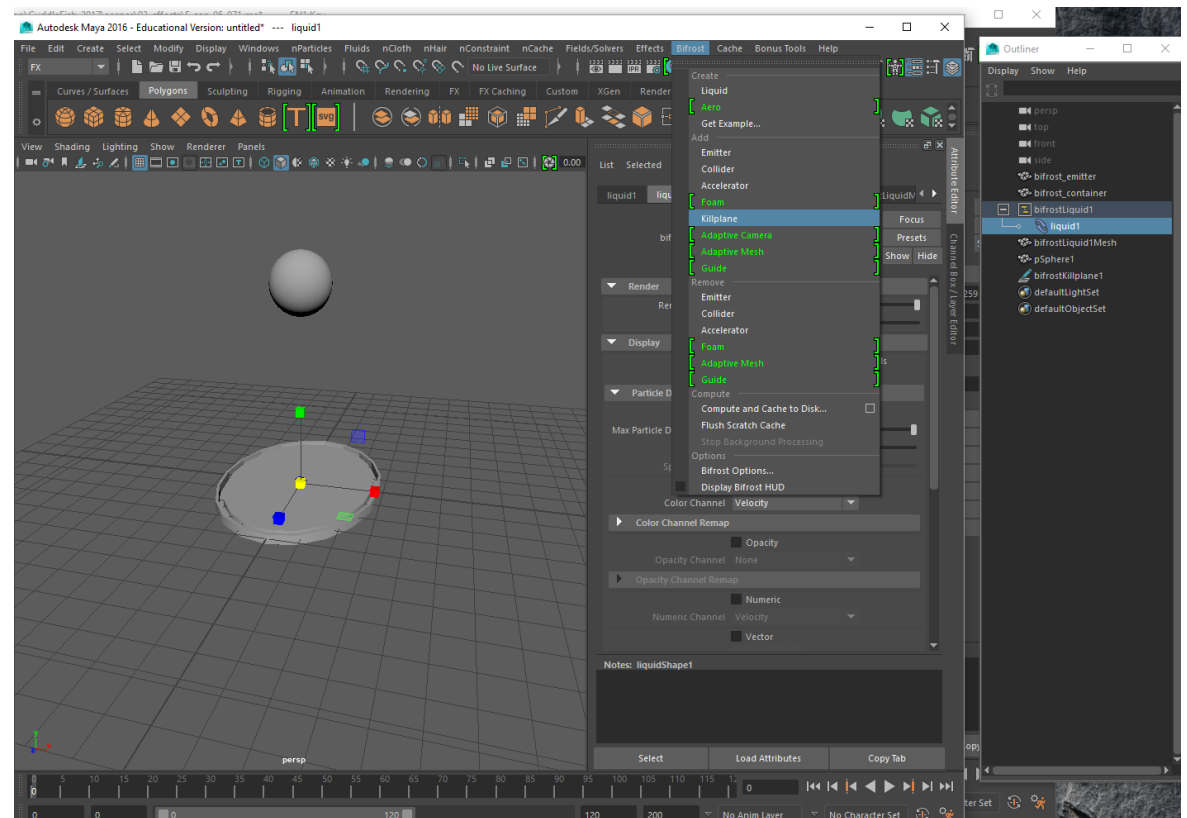 Autodesk Maya 2016 - Educational Version: untitled* --- liquid1
File Edit Create Select Modify Display Windows nParticles Fluids nCloth nHair nConstraint nCache Fields/Solvers Effects Bifrost Cache Bonus Tools Help
FX No Live Surface
Curves / Surfaces Polygons Sculpting Rigging Animation Rendering FX FX Caching Custom XGen Render
T svg
View Shading Lighting Show Renderer Panels
0.00
persp
Create
Liquid
Aero
Get Example...
Add
Emitter
Collider
Accelerator
Foam
Killplane
Adaptive Camera
Adaptive Mesh
Guide
Remove
Emitter
Collider
Accelerator
Foam
Adaptive Mesh
Guide
Compute
Compute and Cache to Disk...
Flush Scratch Cache
Stop Background Processing
Options
Bifrost Options...
Display Bifrost HUD
List Selected
liquid1
Focus
Presets
Show Hide
Render
Display
Particle D
Max Particle D
Color Channel Velocity
Color Channel Remap
Opacity
Opacity Channel None
Opacity Channel Remap
Numeric
Numeric Channel Velocity
Vector
Notes: liquidShape1
Select Load Attributes Copy Tab
Attribute Editor
Channel Box / Layer Editor
Outliner
Display Show Help
persp
top
front
side
bifrost_emitter
bifrost_container
bifrostLiquid1
liquid1
bifrostLiquid1Mesh
pSphere1
bifrostKillplane1
defaultLightSet
defaultObjectSet
0 5 10 15 20 25 30 35 40 45 50 55 60 65 70 75 80 85 90 95 100 105 110 115 0
0 0 0 120 120 200 No Anim Layer No Character Set